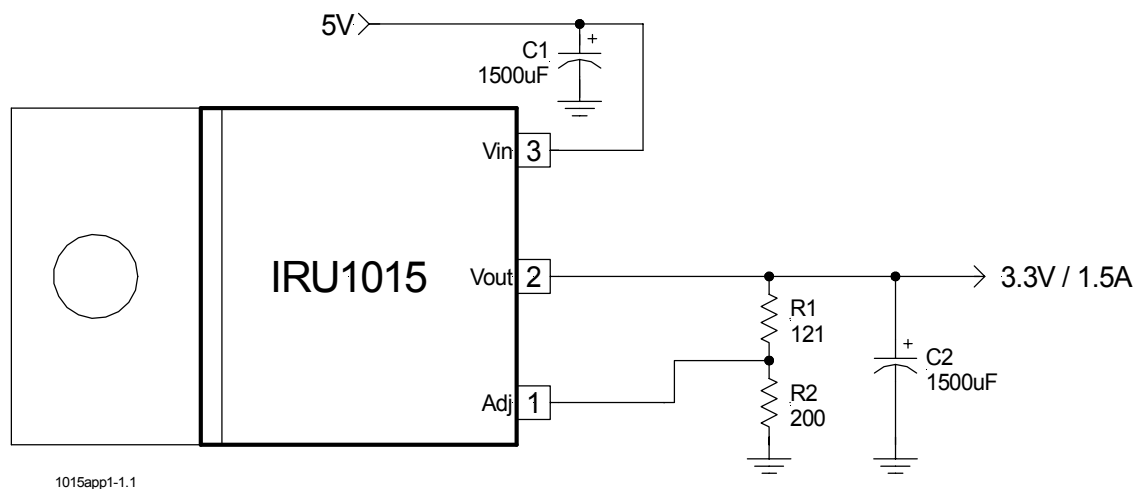 5V
C1
+
1500uF
Vin 3
IRU1015
Vout 2
3.3V / 1.5A
R1
121
+
C2
1500uF
Adj 1
R2
200
1015app1-1.1